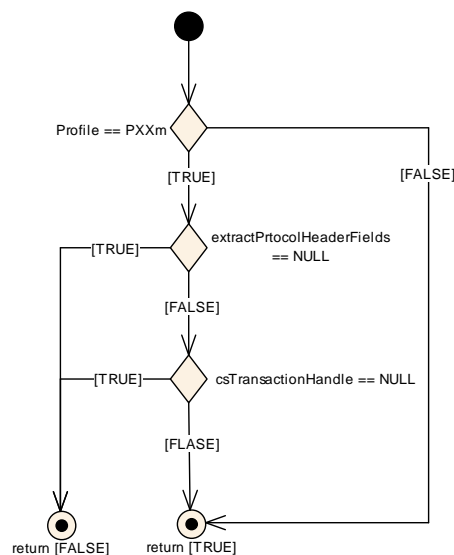 Profile == PXXm
[FALSE]
[TRUE]
extractPrtocolHeaderFields
== NULL
[TRUE]
[FALSE]
[TRUE]
csTransactionHandle == NULL
[FLASE]
return [FALSE]
return [TRUE]